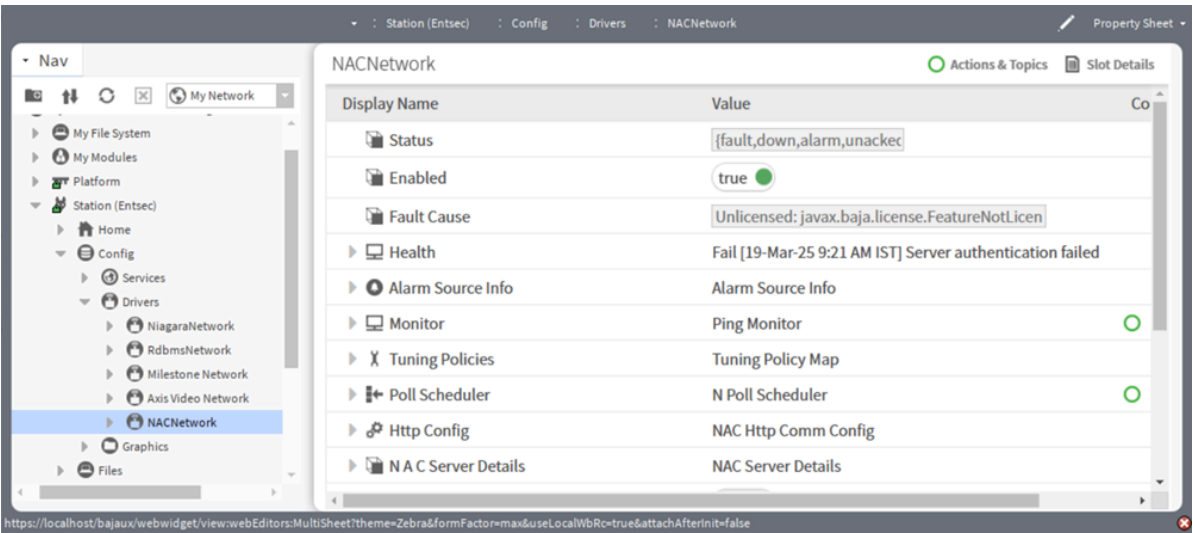 : Station (Entsec) : Config : Drivers : NACNetwork Property Sheet
Nav
My Network
My File System
My Modules
Platform
Station (Entsec)
Home
Config
Services
Drivers
NiagaraNetwork
RdbmsNetwork
Milestone Network
Axis Video Network
NACNetwork
Graphics
Files
NACNetwork Actions & Topics Slot Details
Display Name Value Co
Status {fault,down,alarm,unacked
Enabled true
Fault Cause Unlicensed: javax.baja.license.FeatureNotLicen
Health Fail [19-Mar-25 9:21 AM IST] Server authentication failed
Alarm Source Info Alarm Source Info
Monitor Ping Monitor
Tuning Policies Tuning Policy Map
Poll Scheduler N Poll Scheduler
Http Config NAC Http Comm Config
N A C Server Details NAC Server Details
https://localhost/bajaux/webwidget/view:webEditors:MultiSheet?theme=Zebra&formFactor=max&useLocalWbRc=true&attachAfterInit=false